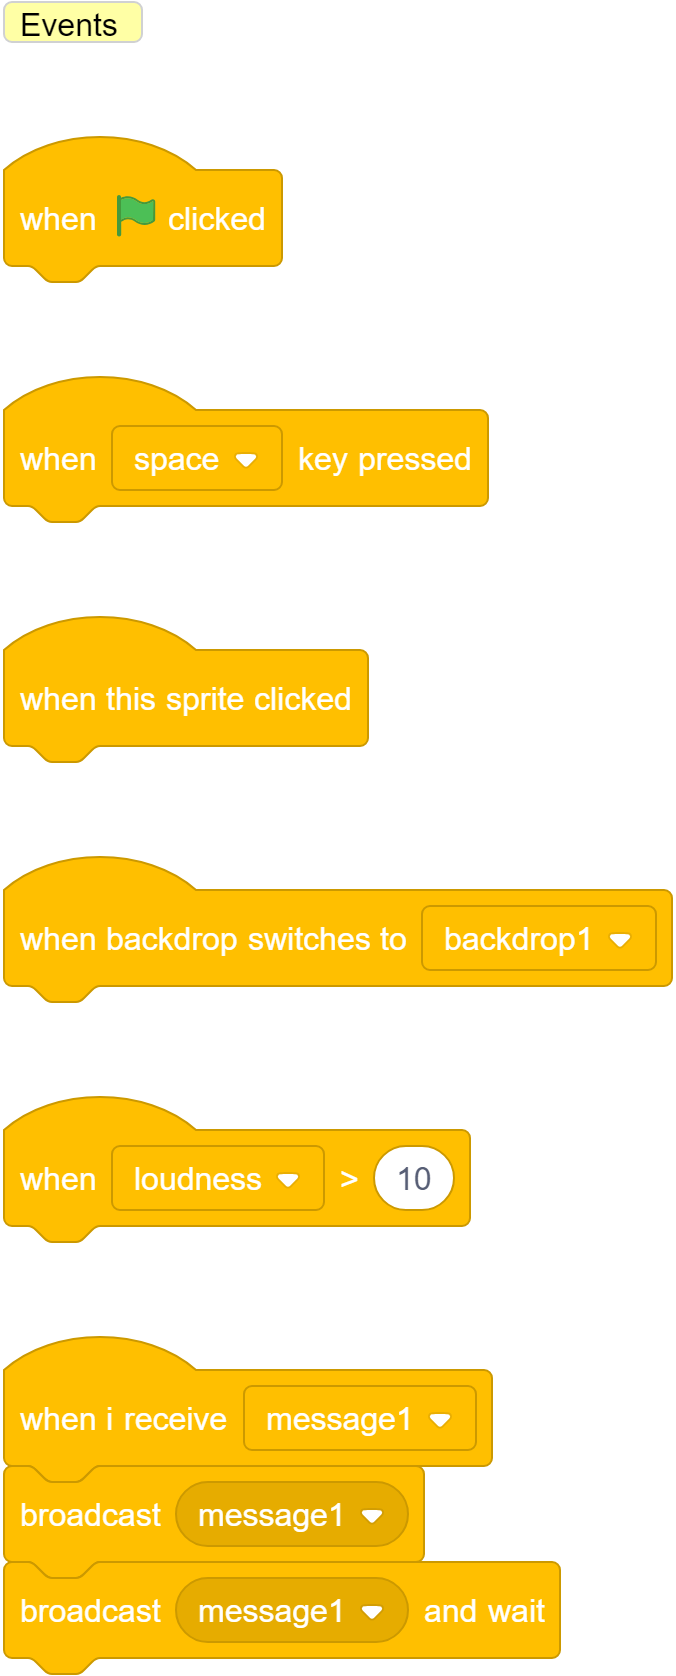 Events
when clicked
when space key pressed
when this sprite clicked
when backdrop switches to backdrop1
when loudness > 10
when i receive message1
broadcast message1
broadcast message1 and wait